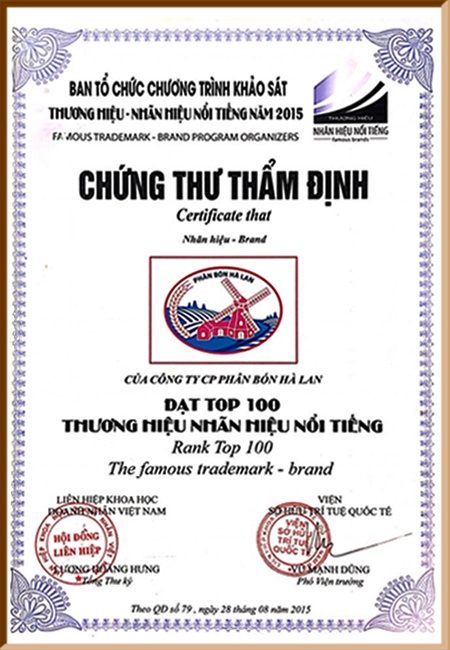 BAN TỔ CHỨC CHƯƠNG TRÌNH KHẢO SÁT
THƯƠNG HIỆU - NHÃN HIỆU NỔI TIẾNG NĂM 2015
FAMOUS TRADEMARK - BRAND PROGRAM ORGANIZERS
THƯƠNG HIỆU
NHÃN HIỆU NỔI TIẾNG
famous brands
CHỨNG THƯ THẨM ĐỊNH
Certificate that
Nhãn hiệu - Brand
PHÂN BÓN HÀ LAN
CỦA CÔNG TY CP PHÂN BÓN HÀ LAN
ĐẠT TOP 100
THƯƠNG HIỆU NHÃN HIỆU NỔI TIẾNG
Rank Top 100
The famous trademark - brand
LIÊN HIỆP KHOA HỌC
DOANH NHÂN VIỆT NAM
HỘI ĐỒNG
LIÊN HIỆP
LƯƠNG HOÀNG HƯNG
Tổng Thư ký
VIỆN
SỞ HỮU TRÍ TUỆ QUỐC TẾ
VIỆN
SỞ HỮU
TRÍ TUỆ
QUỐC TẾ
VŨ MẠNH DŨNG
Phó Viện trưởng
Theo QĐ số 79 , ngày 28 tháng 08 năm 2015